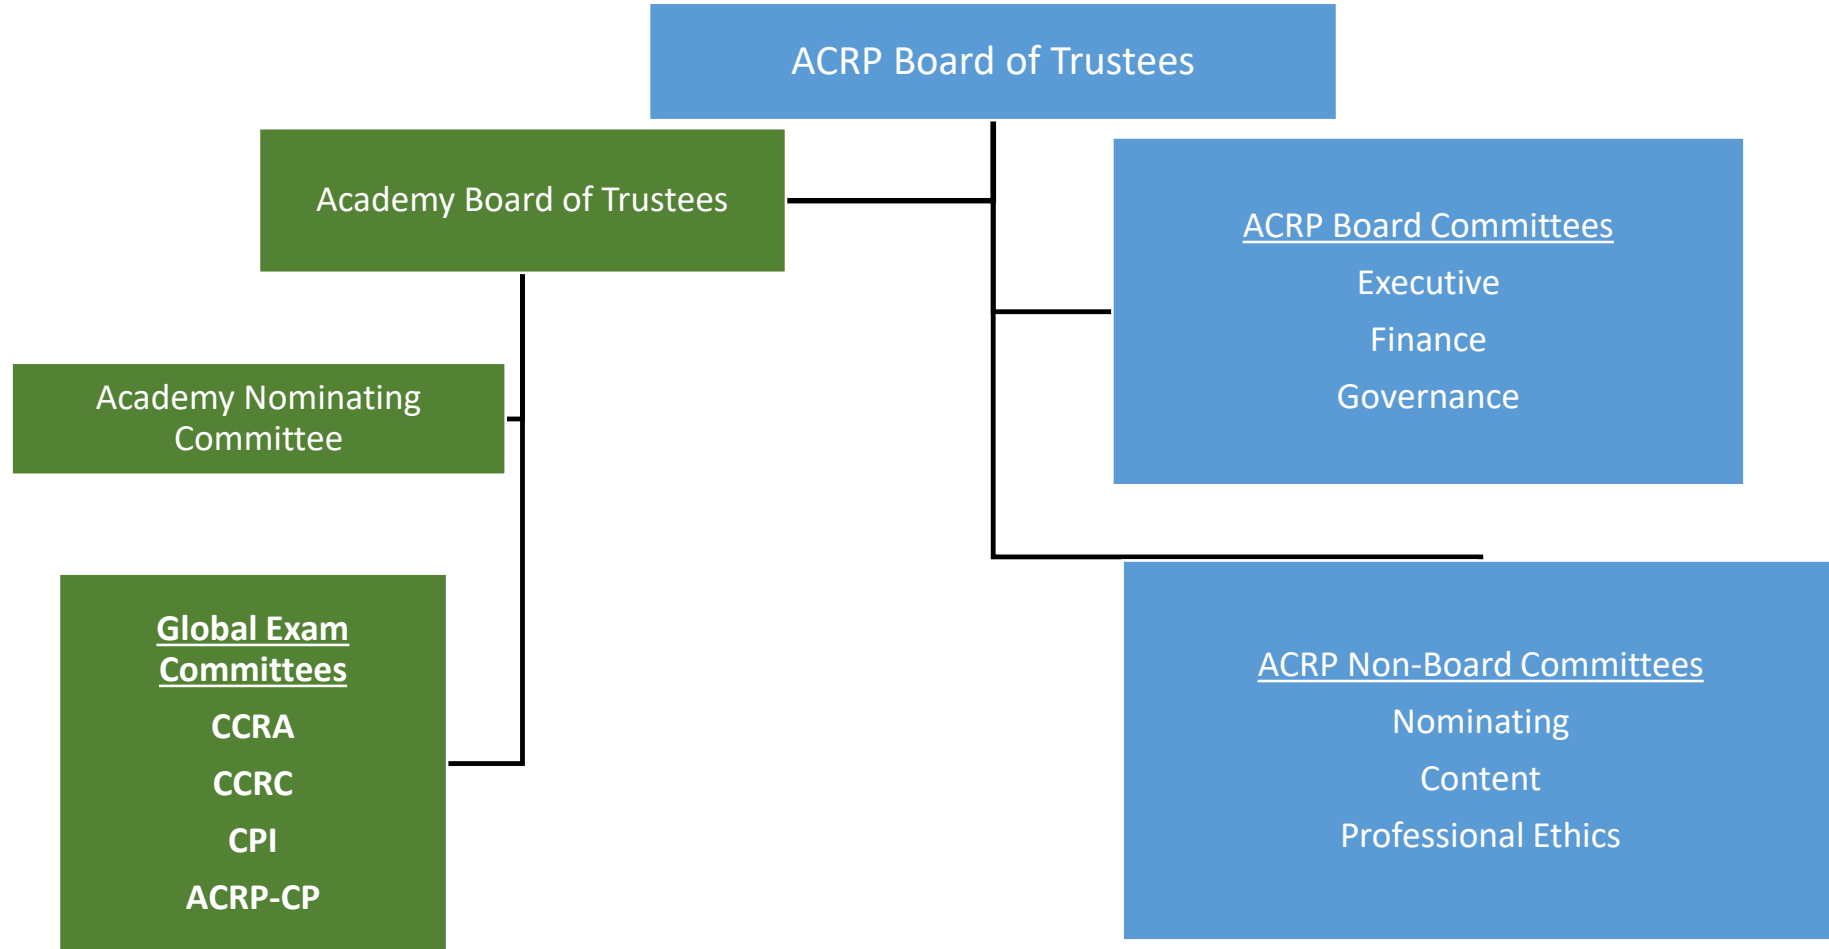 ACRP Board of Trustees
Academy Board of Trustees
ACRP Board Committees
Executive
Finance
Governance
Academy Nominating
Committee
Global Exam
Committees
CCRA
CCRC
CPI
ACRP-CP
ACRP Non-Board Committees
Nominating
Content
Professional Ethics